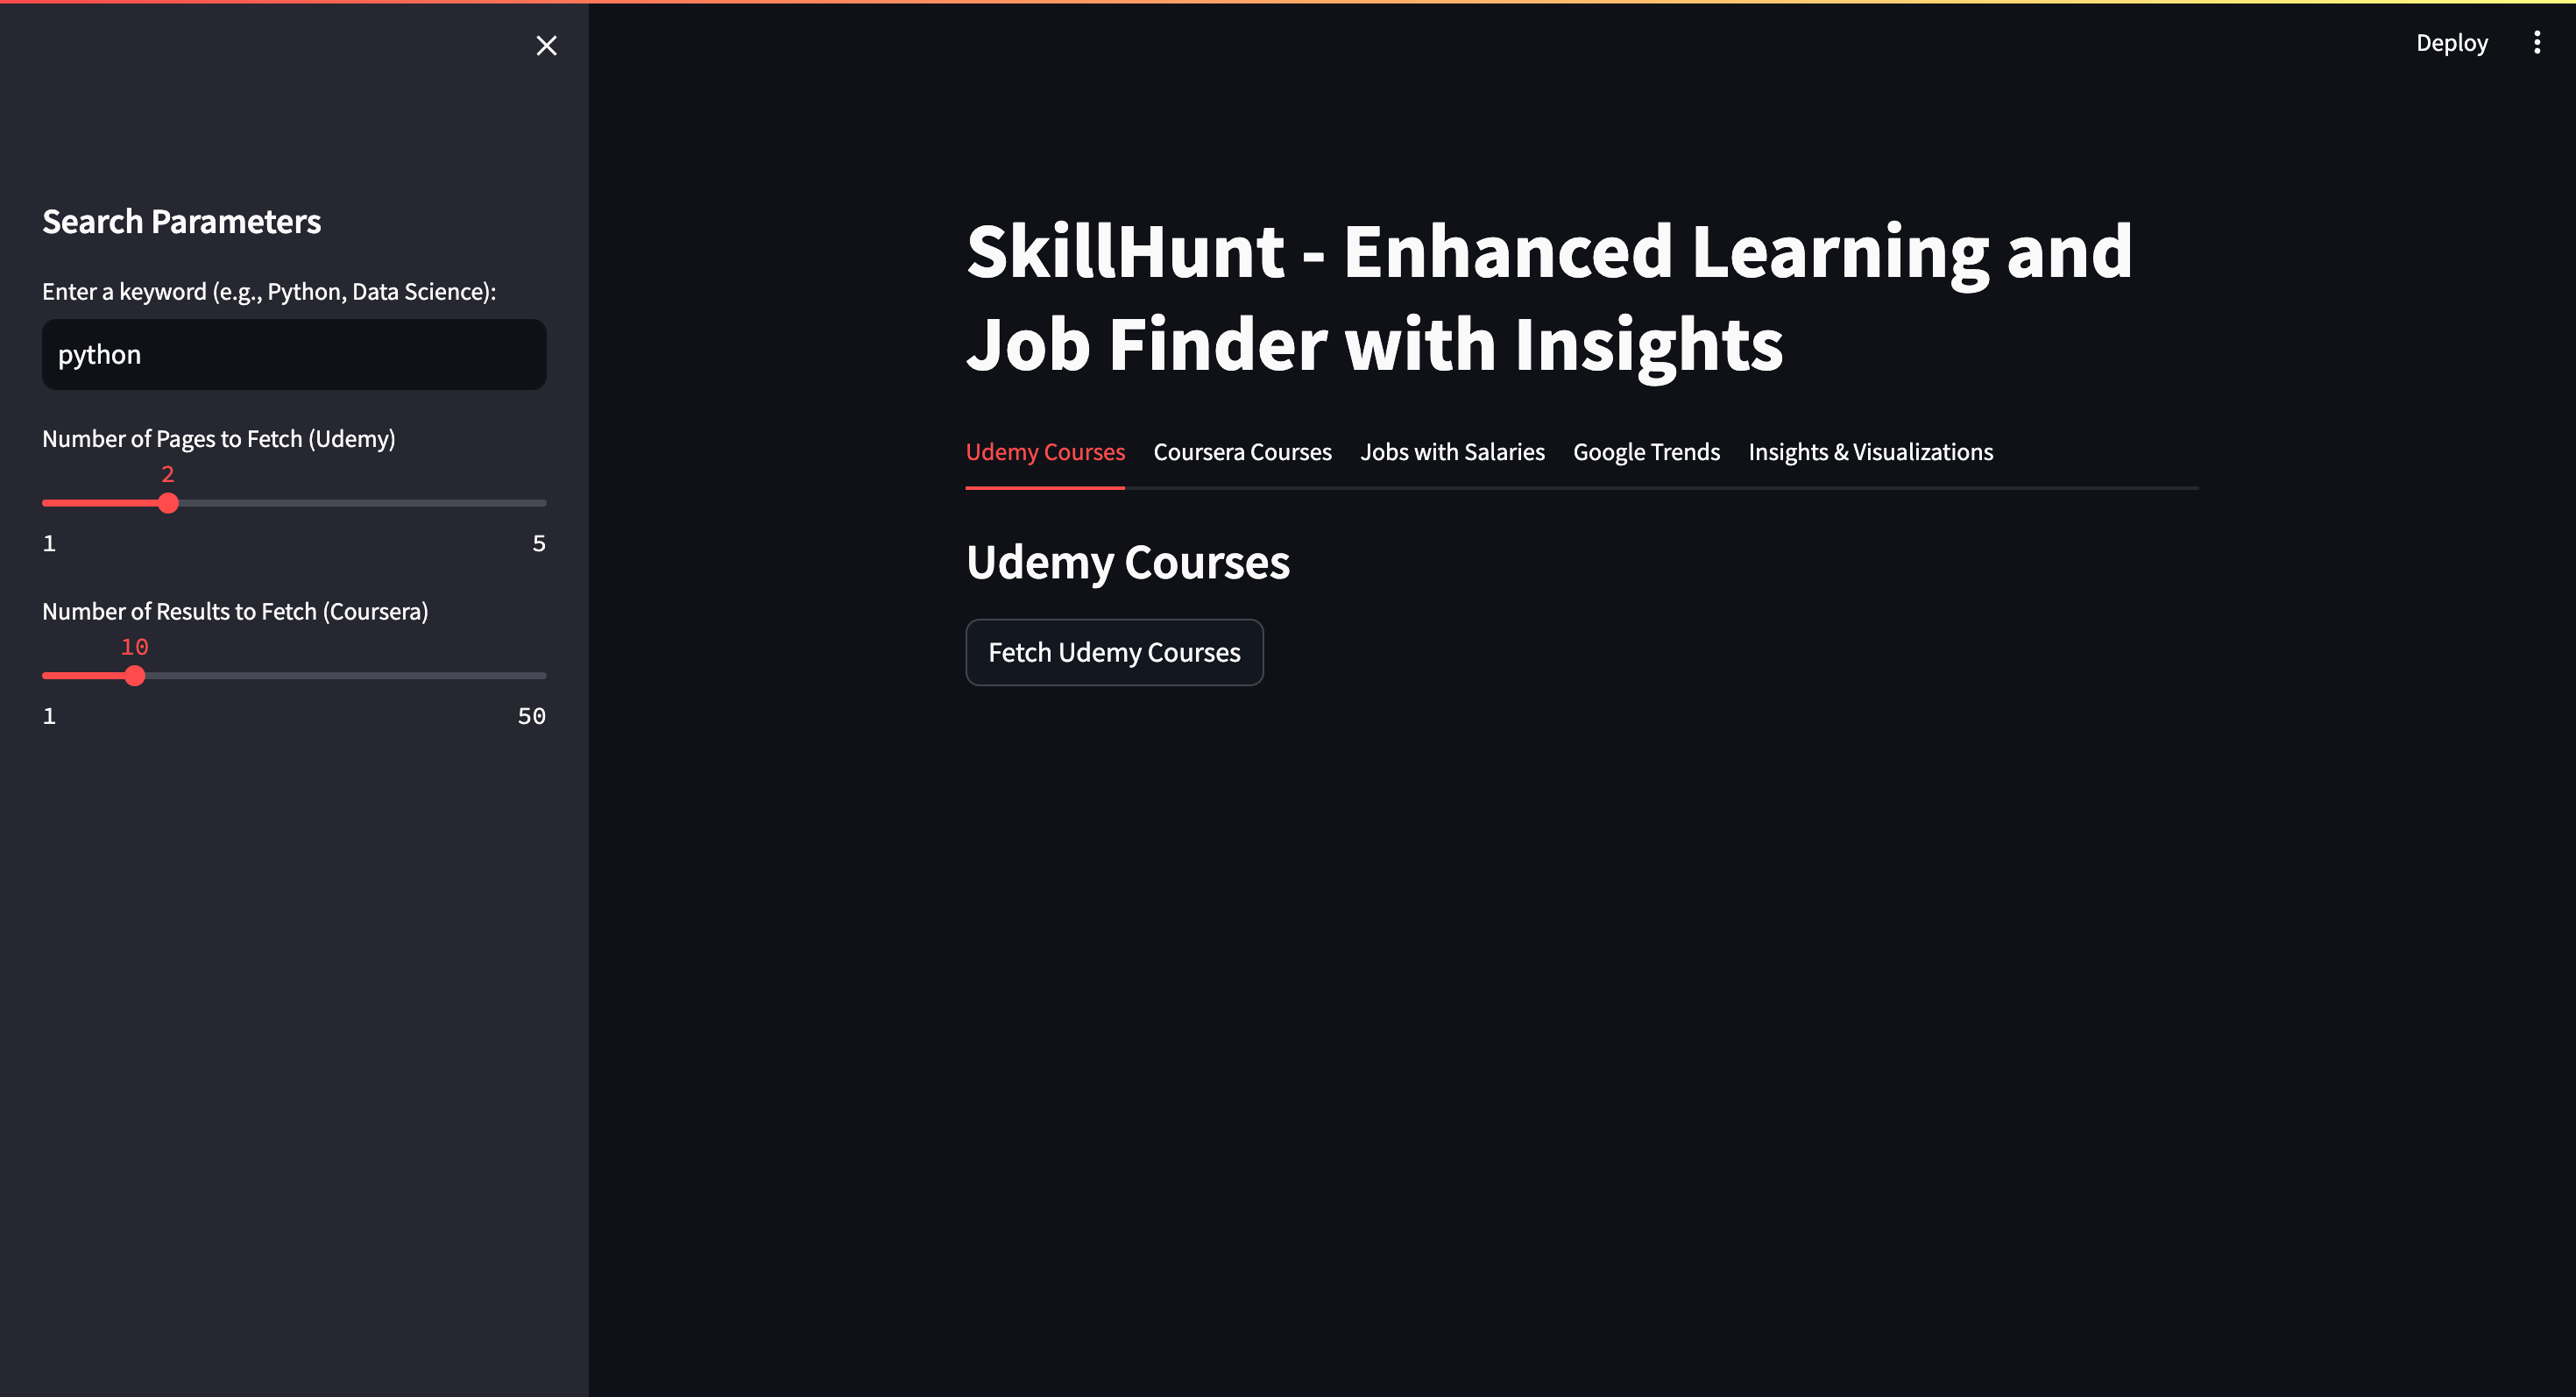 Deploy
Search Parameters
Enter a keyword (e.g., Python, Data Science):
python
Number of Pages to Fetch (Udemy)
2
1 5
Number of Results to Fetch (Coursera)
10
1 50
SkillHunt - Enhanced Learning and
Job Finder with Insights
Udemy Courses Coursera Courses Jobs with Salaries Google Trends Insights & Visualizations
Udemy Courses
Fetch Udemy Courses